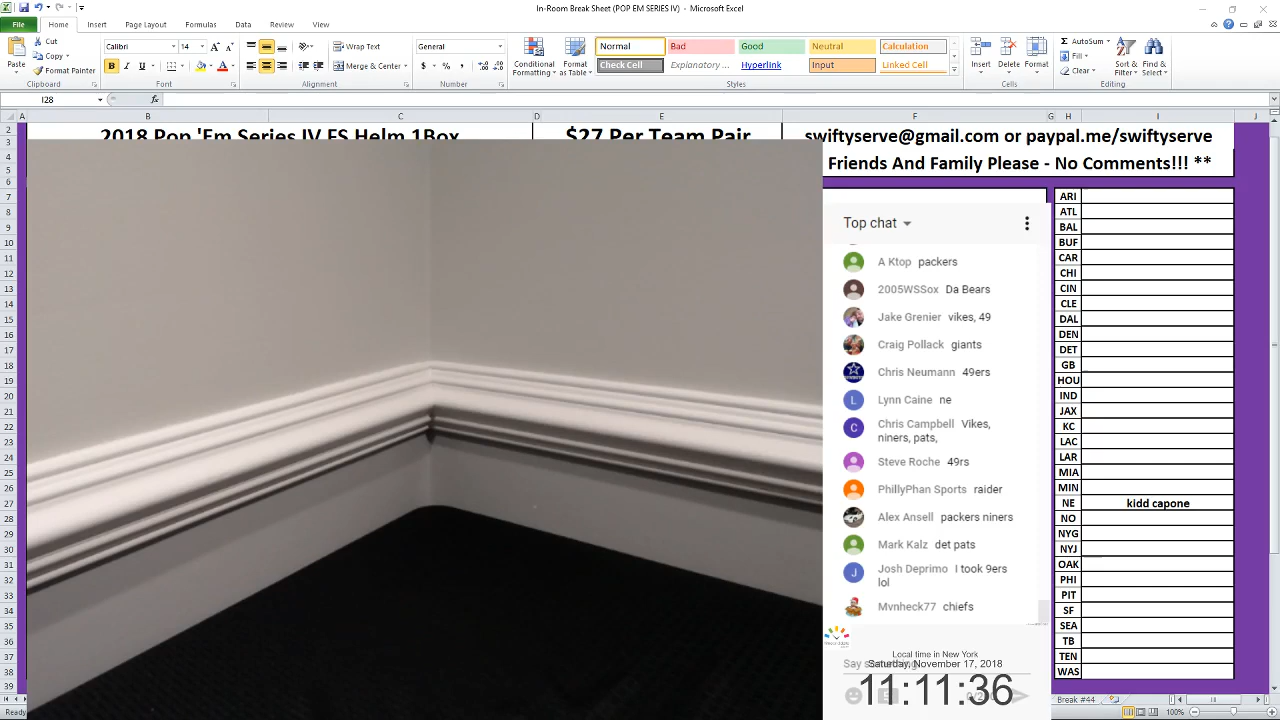 In-Room Break Sheet (POP EM SERIES IV) - Microsoft Excel
File Home Insert Page Layout Formulas Data Review View
Cut Calibri 14 Wrap Text General Normal Bad Good Neutral Calculation AutoSum
Copy Fill
Paste Format Painter Merge & Center Conditional Formatting Format as Table Check Cell Explanatory ... Hyperlink Input Linked Cell Insert Delete Format Clear Sort & Filter Find & Select
Clipboard Font Alignment Number Styles Cells Editing
I28 fx
A B C D E F G H I J
2018 Pop 'Em Series IV FS Helm 1Box $27 Per Team Pair swiftyserve@gmail.com or paypal.me/swiftyserve
Friends And Family Please - No Comments!!! **
Top chat
A Ktop packers
2005WSSox Da Bears
Jake Grenier vikes, 49
Craig Pollack giants
Chris Neumann 49ers
Lynn Caine ne
Chris Campbell Vikes,
niners, pats,
Steve Roche 49rs
PhillyPhan Sports raider
Alex Ansell packers niners
Mark Kalz det pats
Josh Deprimo I took 9ers
lol
Mvnheck77 chiefs
Local time in New York
Saturday, November 17, 2018
11:11:36
ARI
ATL
BAL
BUF
CAR
CHI
CIN
CLE
DAL
DEN
DET
GB
HOU
IND
JAX
KC
LAC
LAR
MIA
MIN
NE kidd capone
NO
NYG
NYJ
OAK
PHI
PIT
SF
SEA
TB
TEN
WAS
Break #44
100%